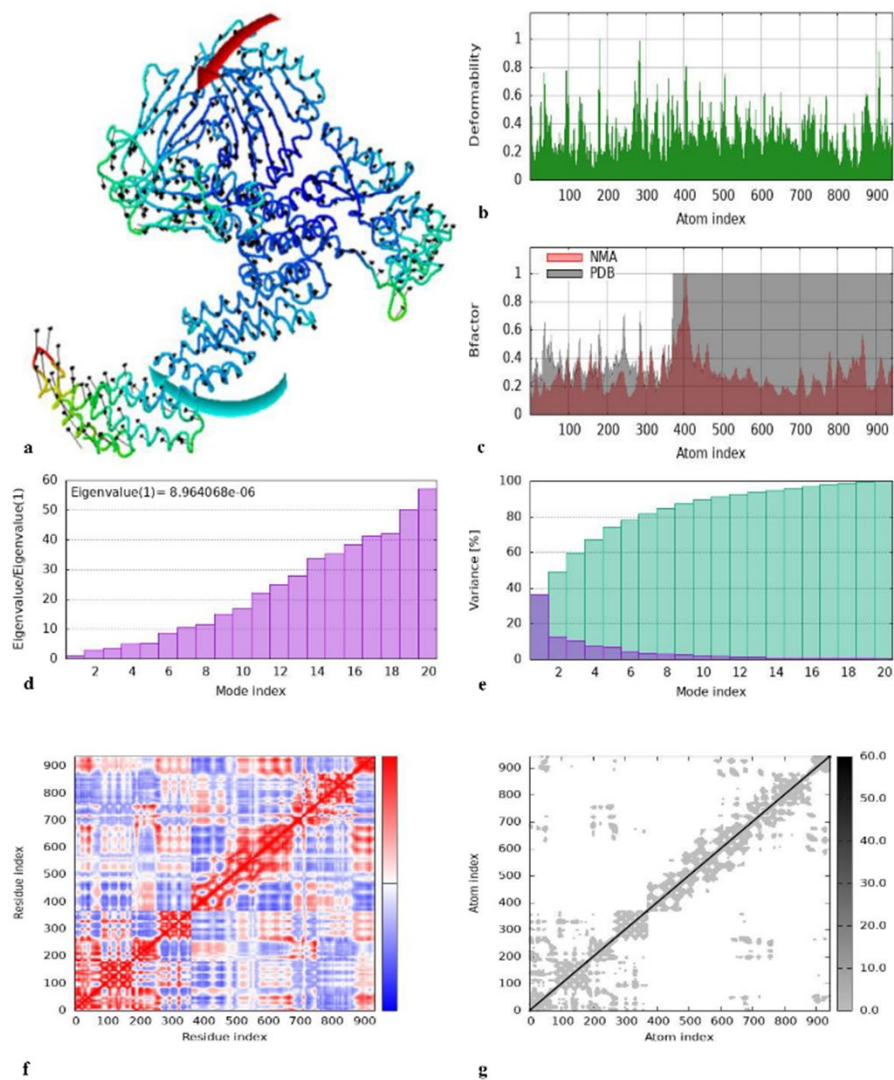 a
1
0.8
0.6
0.4
0.2
0
Deformability
100 200 300 400 500 600 700 800 900
Atom index
b
NMA
PDB
1
0.8
0.6
0.4
0.2
0
Bfactor
100 200 300 400 500 600 700 800 900
Atom index
c
60
50
40
30
20
10
0
Eigenvalue/Eigenvalue(1)
Eigenvalue(1)= 8.964068e-06
2 4 6 8 10 12 14 16 18 20
Mode index
d
100
80
60
40
20
0
Variance [%]
2 4 6 8 10 12 14 16 18 20
Mode index
e
900
800
700
600
500
400
300
200
100
0
Residue index
0 100 200 300 400 500 600 700 800 900
Residue index
f
900
800
700
600
500
400
300
200
100
0
Atom index
0 100 200 300 400 500 600 700 800 900
Atom index
60.0
50.0
40.0
30.0
20.0
10.0
0.0
g